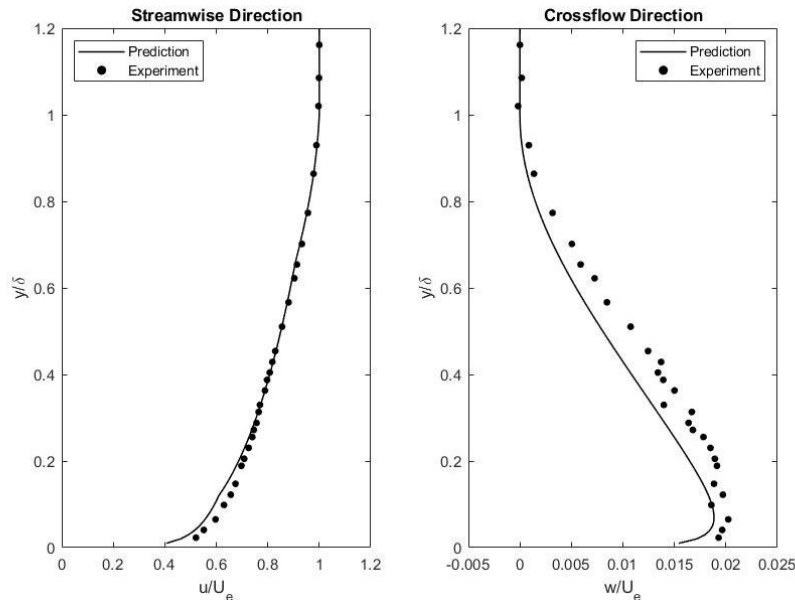 Streamwise Direction
1.2
1
0.8
0.6
0.4
0.2
0
y/δ
Prediction
Experiment
0 0.2 0.4 0.6 0.8 1 1.2
u/U_e
Crossflow Direction
1.2
1
0.8
0.6
0.4
0.2
0
y/δ
Prediction
Experiment
-0.005 0 0.005 0.01 0.015 0.02 0.025
w/U_e